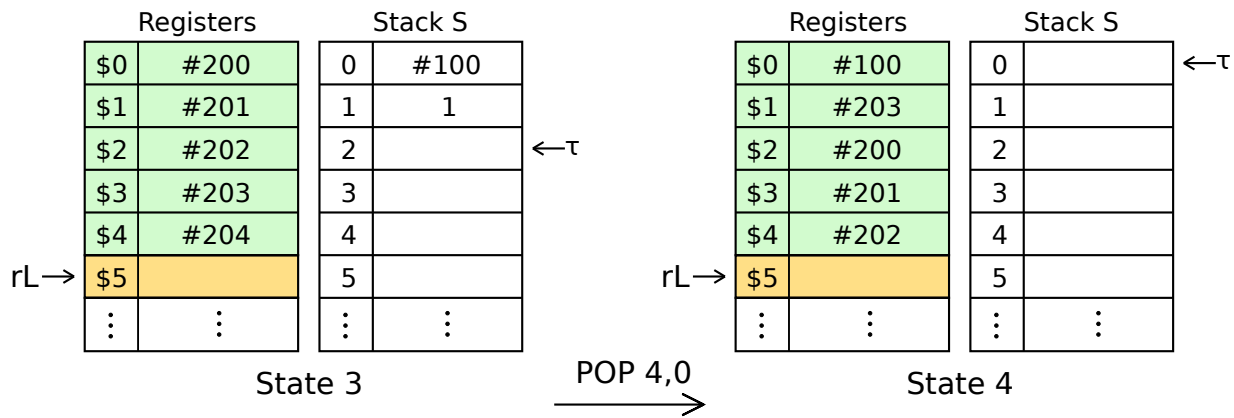 Registers Stack S Registers Stack S
$0 #200 0 #100 $0 #100 0 ←τ
$1 #201 1 1 $1 #203 1
$2 #202 2 ←τ $2 #200 2
$3 #203 3 $3 #201 3
$4 #204 4 $4 #202 4
rL→ $5 5 rL→ $5 5
⋮ ⋮ ⋮ ⋮ ⋮ ⋮ ⋮ ⋮
State 3 POP 4,0 State 4